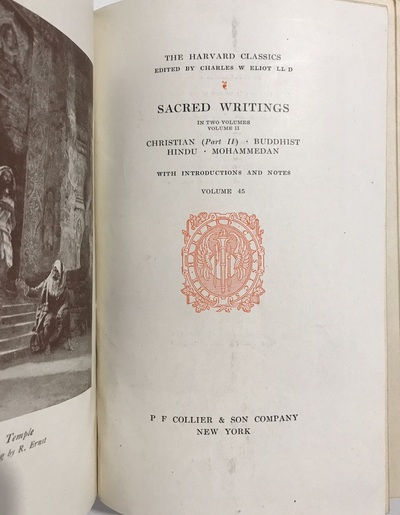 THE HARVARD CLASSICS
EDITED BY CHARLES W ELIOT LL D
SACRED WRITINGS
IN TWO VOLUMES
VOLUME II
CHRISTIAN (Part II) · BUDDHIST
HINDU · MOHAMMEDAN
WITH INTRODUCTIONS AND NOTES
VOLUME 45
P F COLLIER & SON COMPANY
NEW YORK
Temple
by R. Ernst